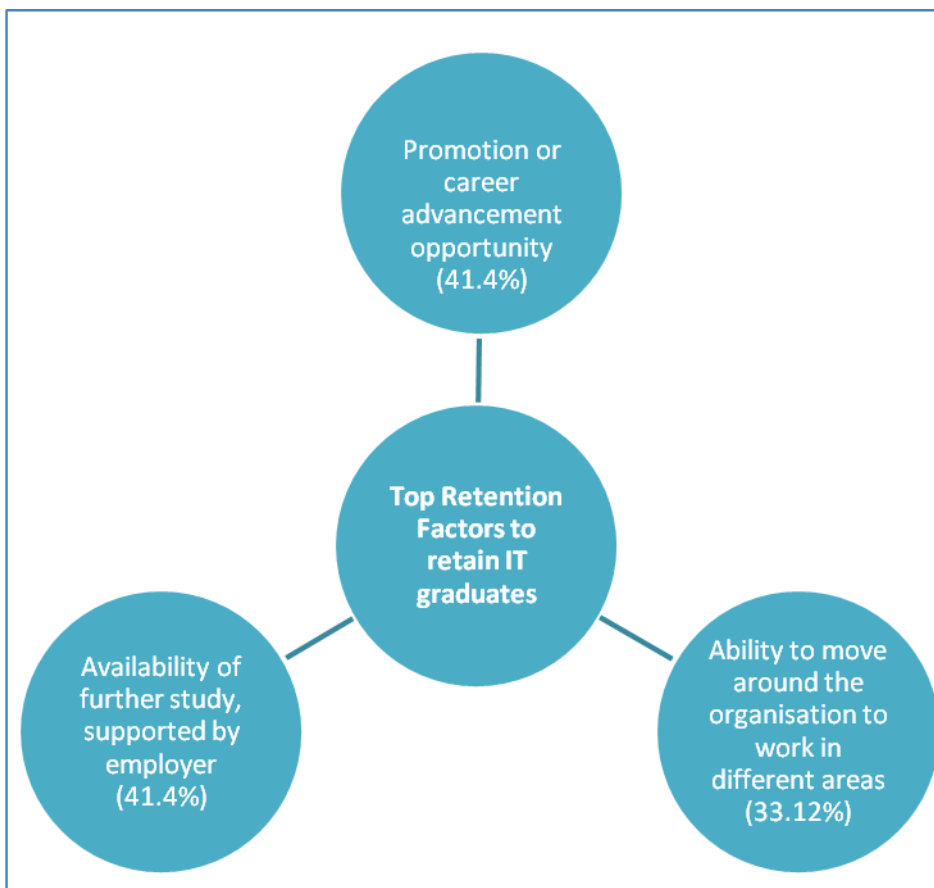 Promotion or
career
advancement
opportunity
(41.4%)
Top Retention
Factors to
retain IT
graduates
Availability of
further study,
supported by
employer
(41.4%)
Ability to move
around the
organisation to
work in
different areas
(33.12%)